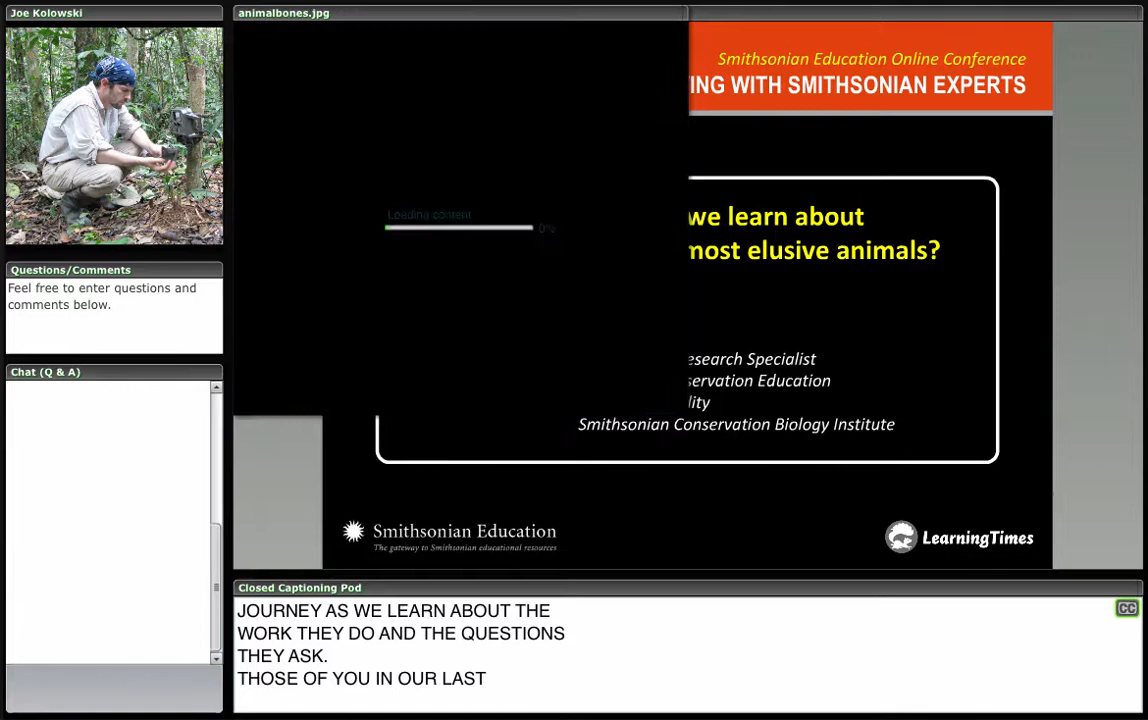 Joe Kolowski
animalbones.jpg
Smithsonian Education Online Conference
ING WITH SMITHSONIAN EXPERTS
Loading content
0%
we learn about
most elusive animals?
esearch Specialist
servation Education
lity
Smithsonian Conservation Biology Institute
Smithsonian Education
The gateway to Smithsonian educational resources
LearningTimes
Questions/Comments
Feel free to enter questions and
comments below.
Chat (Q & A)
Closed Captioning Pod
CC
JOURNEY AS WE LEARN ABOUT THE
WORK THEY DO AND THE QUESTIONS
THEY ASK.
THOSE OF YOU IN OUR LAST